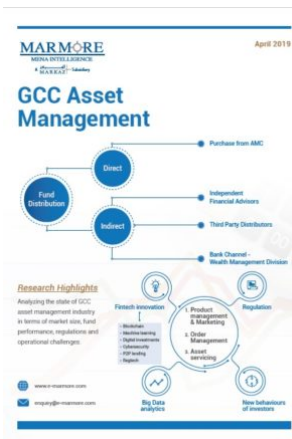 MARMORE
MENA INTELLIGENCE
A MARKAZ Subsidiary
April 2019
GCC Asset
Management
Purchase from AMC
Direct
Fund
Distribution
Independent
Financial Advisors
Indirect
Third Party Distributors
Bank Channel -
Wealth Management Division
Research Highlights
Analyzing the state of GCC
asset management industry
in terms of market size, fund
performance, regulations and
operational challenges
Fintech innovation
- Blockchain
- Machine learning
- Digital investments
- Cybersecurity
- P2P lending
- Regtech
1. Product
management
& Marketing
2. Order
Management
3. Asset
servicing
Regulation
www.e-marmore.com
enquiry@e-marmore.com
Big Data
analytics
New behaviours
of investors